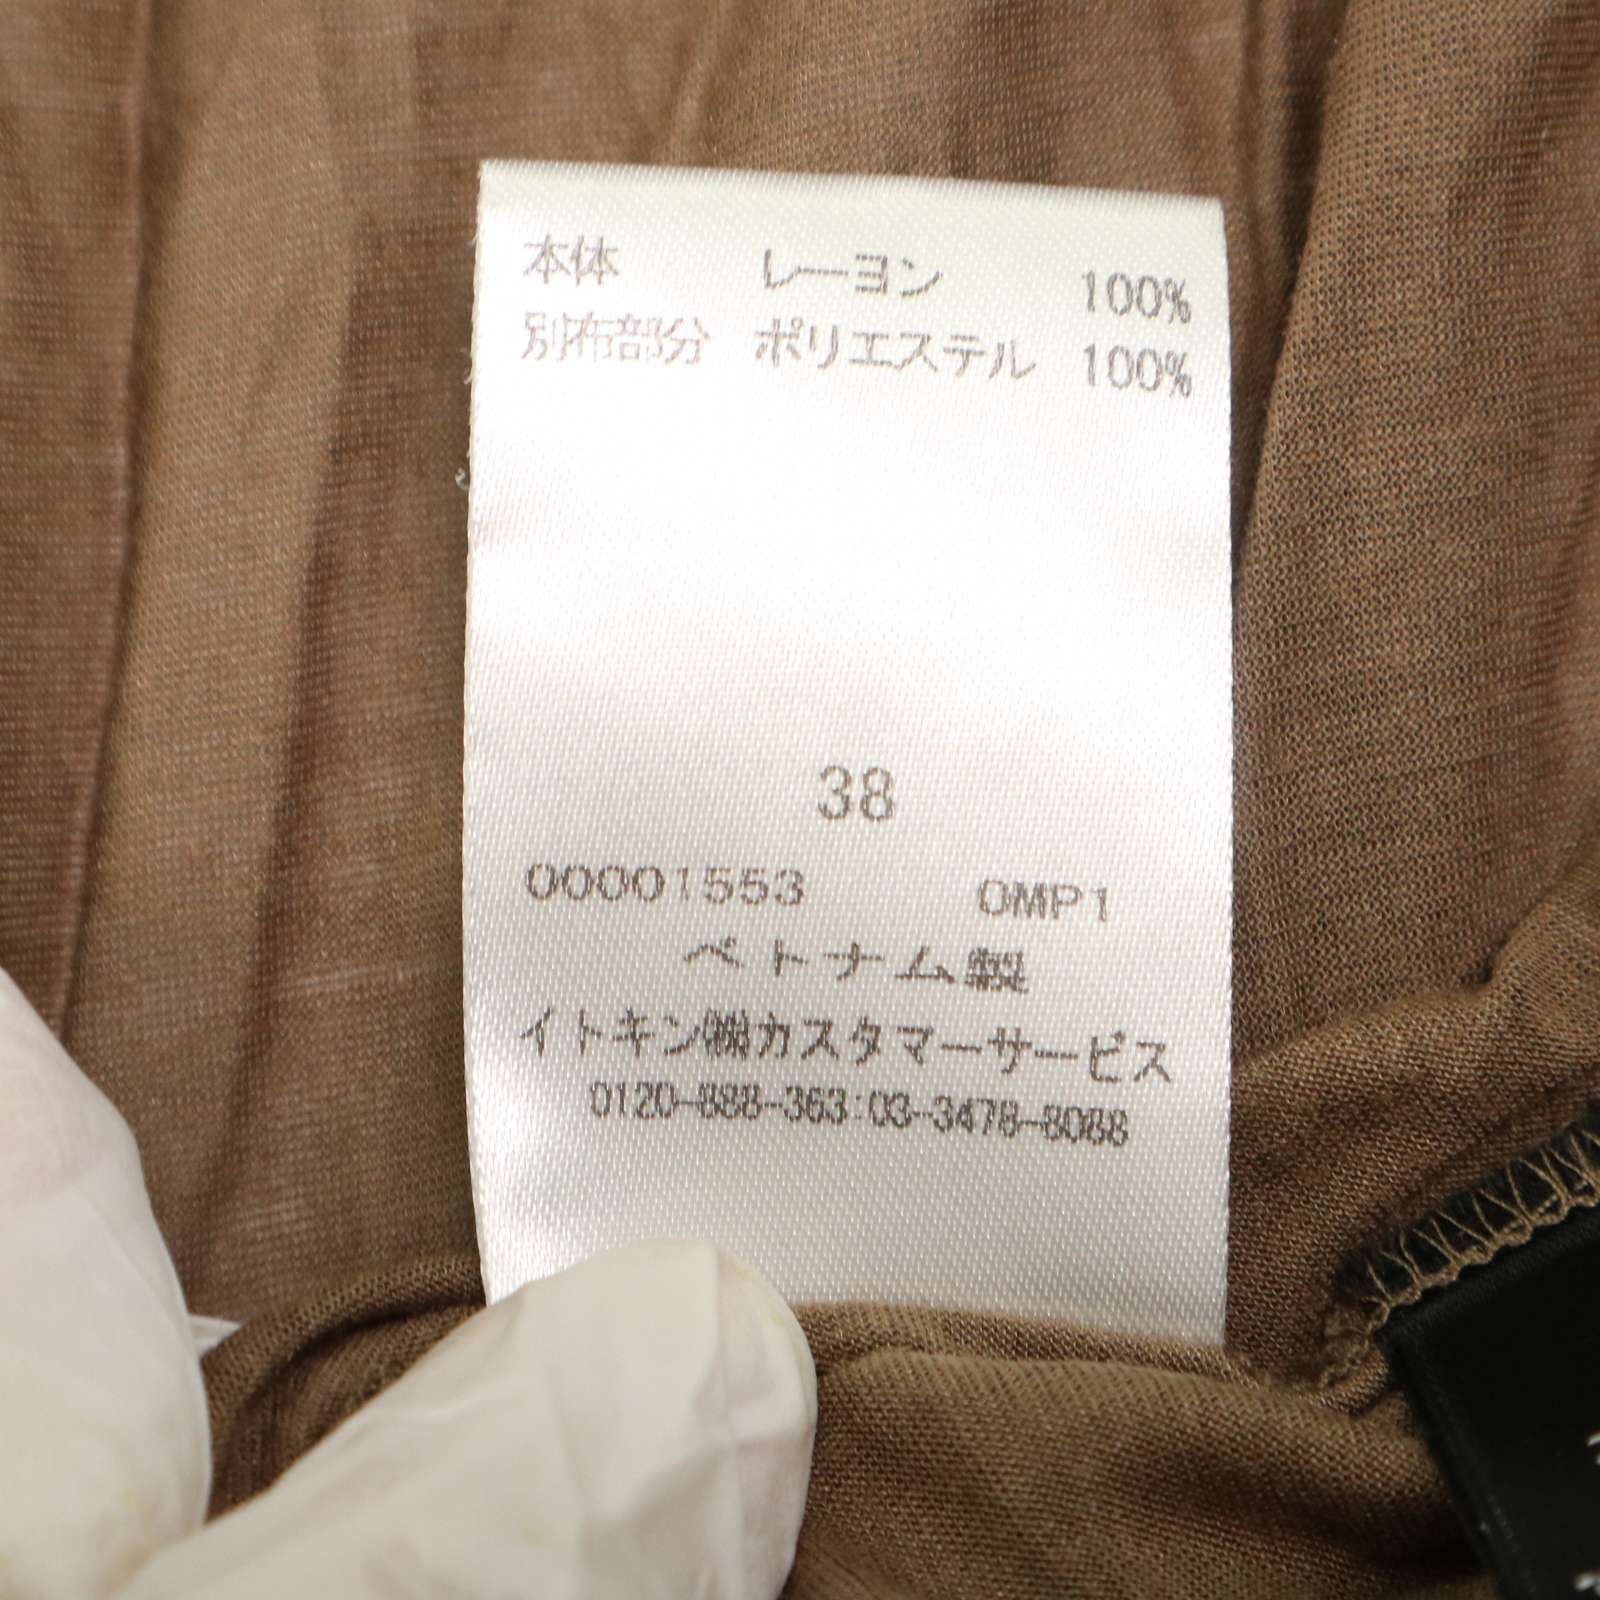 本体 レーヨン 100%
別布部分 ポリエステル 100%
38
00001553 0MP1
ベトナム製
イトキン㈱カスタマーサービス
0120-888-363:03-3478-8088